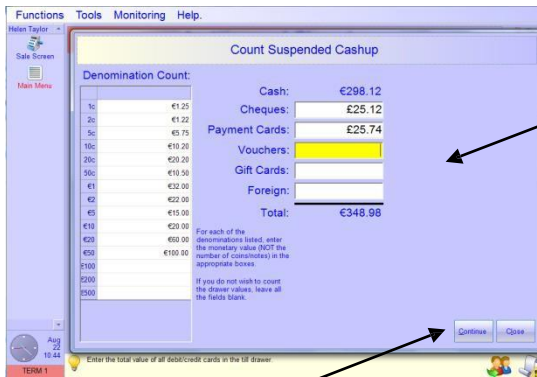 Functions Tools Monitoring Help.
Helen Taylor
Sale Screen
Main Menu
Count Suspended Cashup
Denomination Count:
1c €1.25
2c €1.22
5c €5.75
10c €10.20
20c €20.20
50c €10.50
€1 €32.00
€2 €22.00
€5 €15.00
€10 €20.00
€20 €60.00
€50 €100.00
€100
€200
€500
Cash: €298.12
Cheques: £25.12
Payment Cards: £25.74
Vouchers:
Gift Cards:
Foreign:
Total: €348.98
For each of the
denominations listed, enter
the monetary value (NOT the
number of coins/notes) in the
appropriate boxes.
If you do not wish to count
the drawer values, leave all
the fields blank.
Continue Close
Aug
22
10:44
TERM 1
Enter the total value of all debit/credit cards in the till drawer.